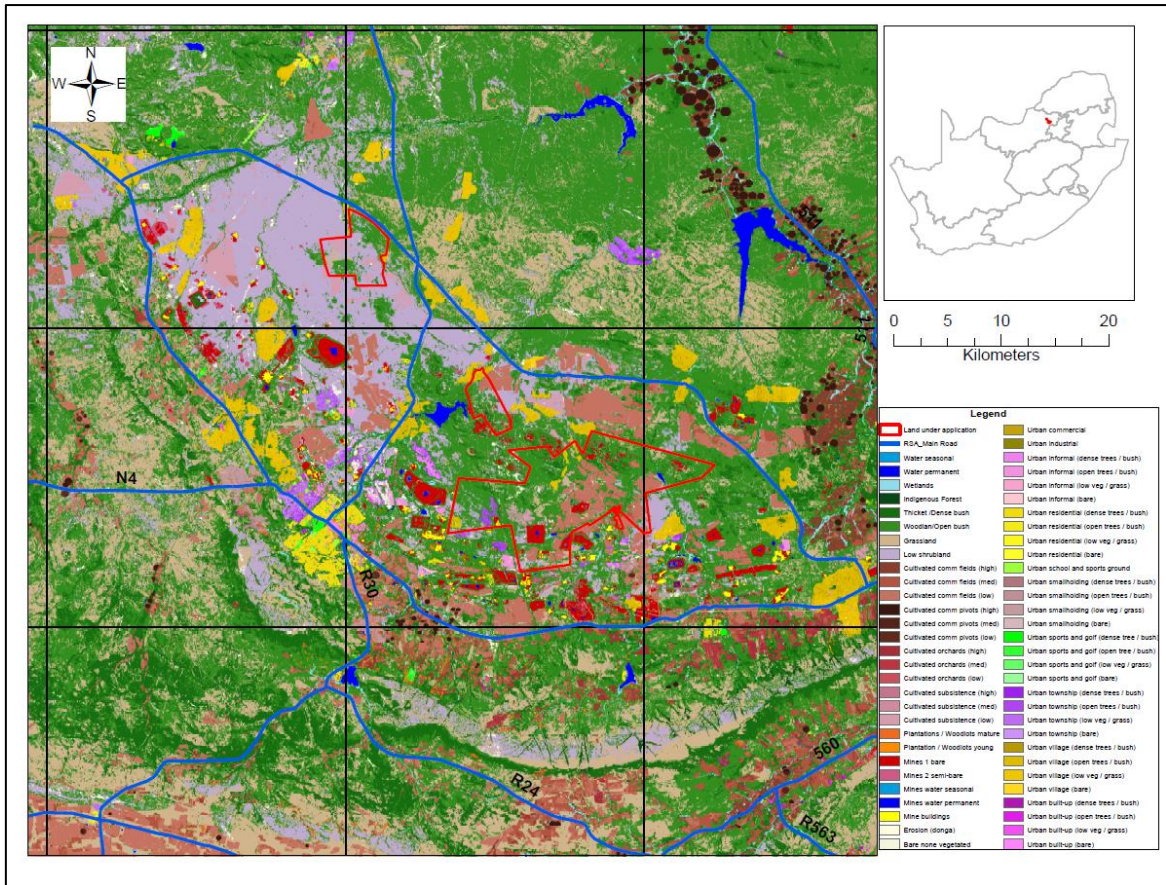 N
W E
S
511
511
N4
R30
R24
560
R563
0 5 10 20
Kilometers
Legend
Land under application
RSA_Main Road
Water seasonal
Water permanent
Wetlands
Indigenous Forest
Thicket /Dense bush
Woodlan/Open bush
Grassland
Low shrubland
Cultivated comm fields (high)
Cultivated comm fields (med)
Cultivated comm fields (low)
Cultivated comm pivots (high)
Cultivated comm pivots (med)
Cultivated comm pivots (low)
Cultivated orchards (high)
Cultivated orchards (med)
Cultivated orchards (low)
Cultivated subsistence (high)
Cultivated subsistence (med)
Cultivated subsistence (low)
Plantations / Woodlots mature
Plantation / Woodlots young
Mines 1 bare
Mines 2 semi-bare
Mines water seasonal
Mines water permanent
Mine buildings
Erosion (donga)
Bare none vegetated
Urban commercial
Urban industrial
Urban informal (dense trees / bush)
Urban informal (open trees / bush)
Urban informal (low veg / grass)
Urban informal (bare)
Urban residential (dense trees / bush)
Urban residential (open trees / bush)
Urban residential (low veg / grass)
Urban residential (bare)
Urban school and sports ground
Urban smallholding (dense trees / bush)
Urban smallholding (open trees / bush)
Urban smallholding (low veg / grass)
Urban smallholding (bare)
Urban sports and golf (dense tree / bush)
Urban sports and golf (open tree / bush)
Urban sports and golf (low veg / grass)
Urban sports and golf (bare)
Urban township (dense trees / bush)
Urban township (open trees / bush)
Urban township (low veg / grass)
Urban township (bare)
Urban village (dense trees / bush)
Urban village (open trees / bush)
Urban village (low veg / grass)
Urban village (bare)
Urban built-up (dense trees / bush)
Urban built-up (open trees / bush)
Urban built-up (low veg / grass)
Urban built-up (bare)